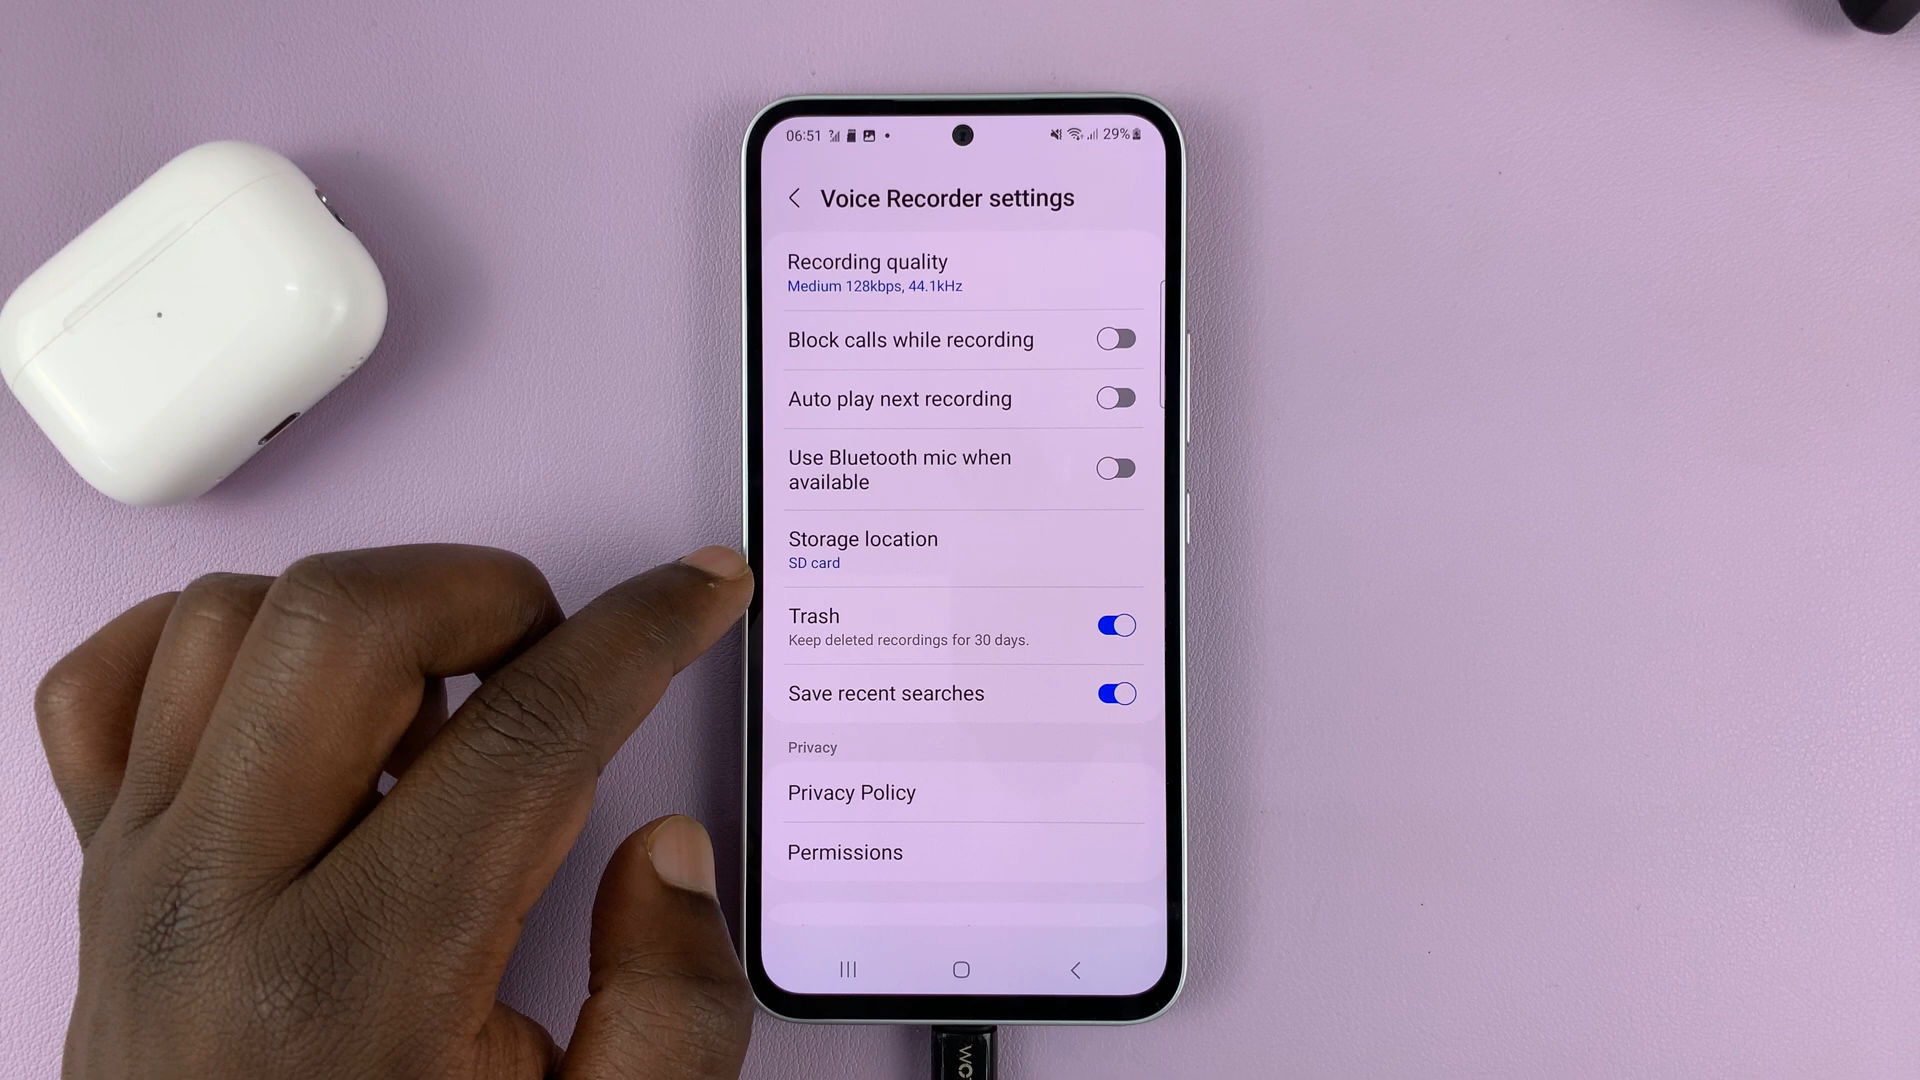 06:51
29%
Voice Recorder settings
Recording quality
Medium 128kbps, 44.1kHz
Block calls while recording
Auto play next recording
Use Bluetooth mic when
available
Storage location
SD card
Trash
Keep deleted recordings for 30 days.
Save recent searches
Privacy
Privacy Policy
Permissions